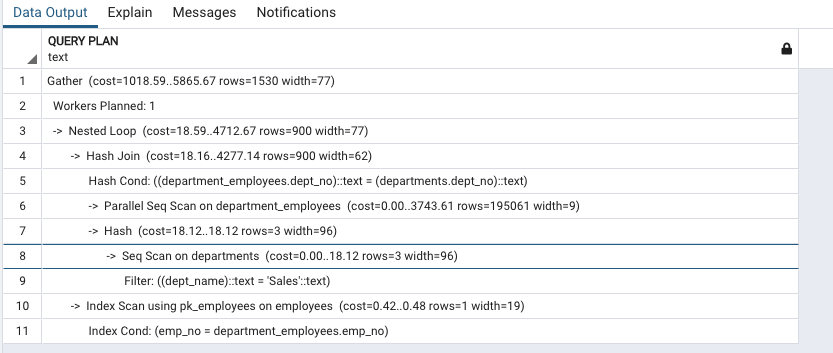 Data Output Explain Messages Notifications
QUERY PLAN
text
1 Gather (cost=1018.59..5865.67 rows=1530 width=77)
2 Workers Planned: 1
3 -> Nested Loop (cost=18.59..4712.67 rows=900 width=77)
4 -> Hash Join (cost=18.16..4277.14 rows=900 width=62)
5 Hash Cond: ((department_employees.dept_no)::text = (departments.dept_no)::text)
6 -> Parallel Seq Scan on department_employees (cost=0.00..3743.61 rows=195061 width=9)
7 -> Hash (cost=18.12..18.12 rows=3 width=96)
8 -> Seq Scan on departments (cost=0.00..18.12 rows=3 width=96)
9 Filter: ((dept_name)::text = 'Sales'::text)
10 -> Index Scan using pk_employees on employees (cost=0.42..0.48 rows=1 width=19)
11 Index Cond: (emp_no = department_employees.emp_no)